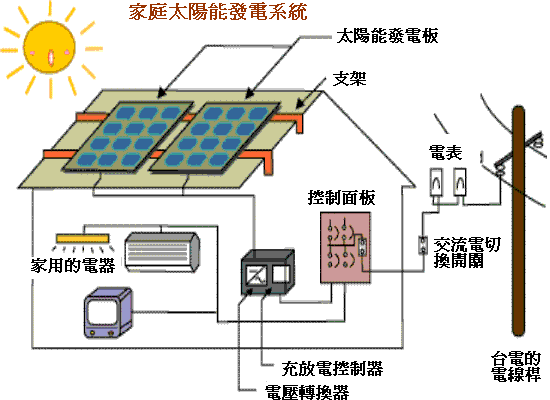 家庭太陽能發電系統
太陽能發電板
支架
電表
控制面板
交流電切
換開關
家用的電器
充放電控制器
電壓轉換器
台電的
電線桿